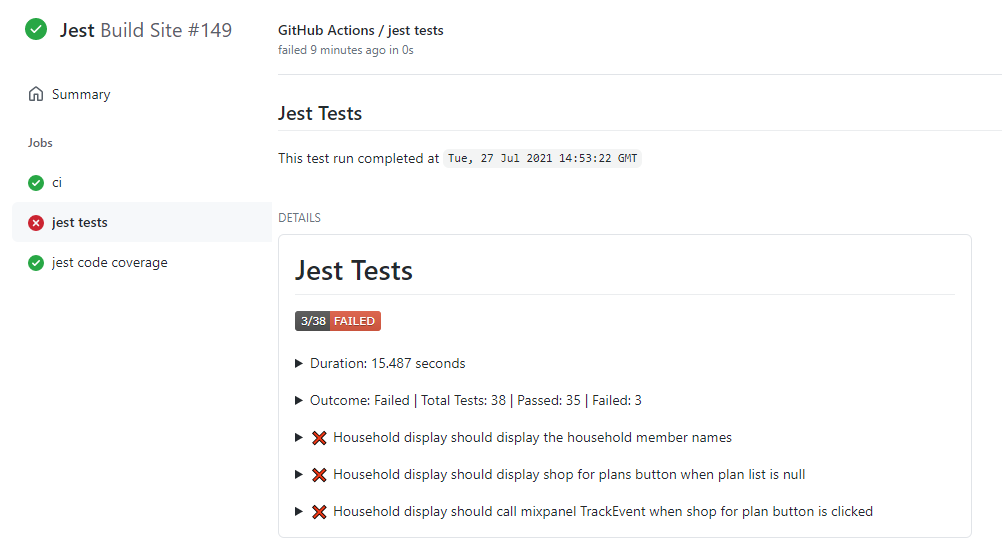 Jest Build Site #149
Summary
Jobs
ci
jest tests
jest code coverage
GitHub Actions / jest tests
failed 9 minutes ago in 0s
Jest Tests
This test run completed at Tue, 27 Jul 2021 14:53:22 GMT
DETAILS
Jest Tests
3/38 FAILED
Duration: 15.487 seconds
Outcome: Failed | Total Tests: 38 | Passed: 35 | Failed: 3
Household display should display the household member names
Household display should display shop for plans button when plan list is null
Household display should call mixpanel TrackEvent when shop for plan button is clicked